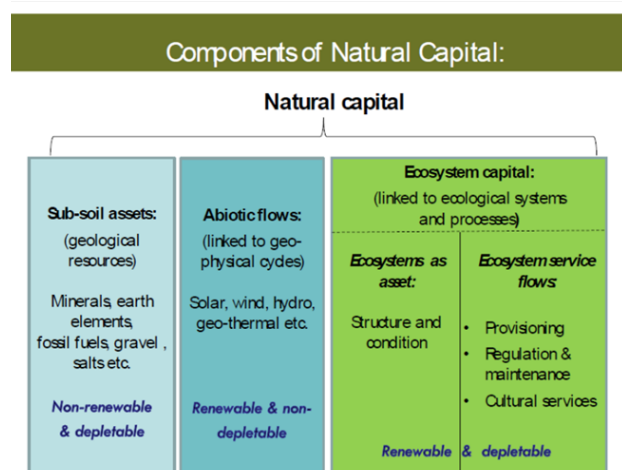 Components of Natural Capital:
Natural capital
Sub-soil assets:
(geological
resources)
Minerals, earth
elements,
fossil fuels, gravel ,
salts etc.
Non-renewable
& depletable
Abiotic flows:
(linked to geo-
physical cycles)
Solar, wind, hydro,
geo-thermal etc.
Renewable & non-
depletable
Ecosystem capital:
(linked to ecological systems
and processes)
Ecosystems as
asset:
Structure and
condition
Ecosystem service
flows:
• Provisioning
• Regulation &
maintenance
• Cultural services
Renewable & depletable